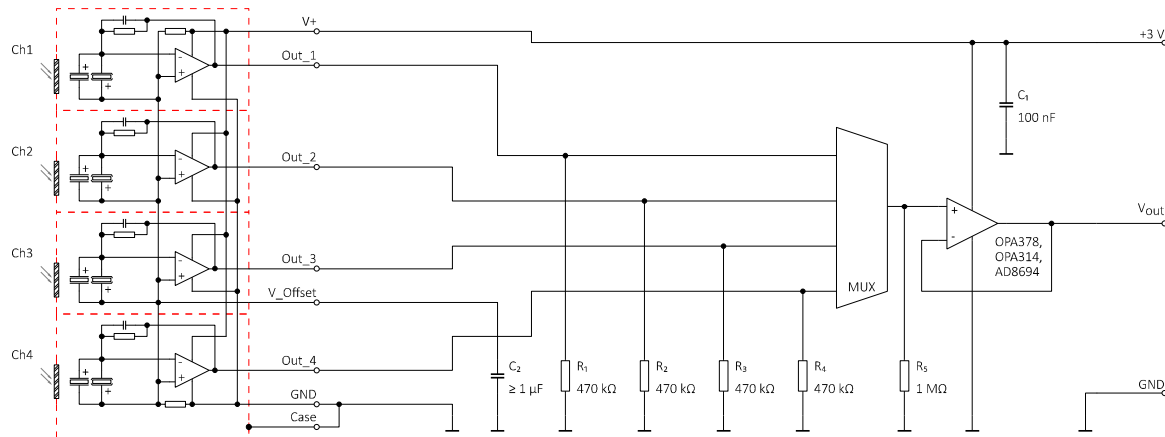 Ch1
V+
Out_1
+3 V
C₁
100 nF
Ch2
Out_2
Ch3
Out_3
V_Offset
MUX
+
-
OPA378,
OPA314,
AD8694
Vout
Ch4
Out_4
GND
Case
C₂
≥ 1 µF
R₁
470 kΩ
R₂
470 kΩ
R₃
470 kΩ
R₄
470 kΩ
R₅
1 MΩ
GND